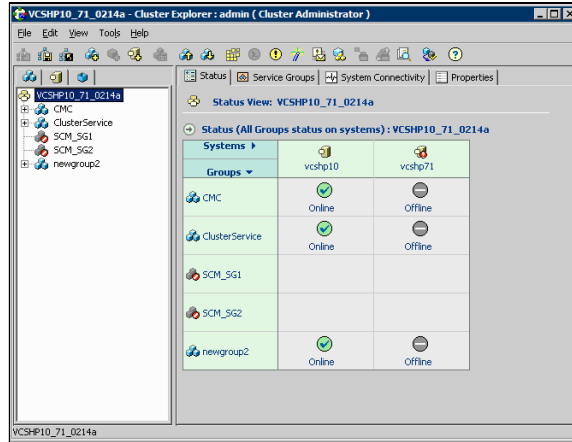 VCSHP10_71_0214a - Cluster Explorer : admin ( Cluster Administrator )
File Edit View Tools Help
VCSHP10_71_0214a
CMC
ClusterService
SCM_SG1
SCM_SG2
newgroup2
Status Service Groups System Connectivity Properties
Status View: VCSHP10_71_0214a
Status (All Groups status on systems) : VCSHP10_71_0214a
Systems
Groups
vcshp10 vcshp71
CMC
Online Offline
ClusterService
Online Offline
SCM_SG1
SCM_SG2
newgroup2
Online Offline
VCSHP10_71_0214a